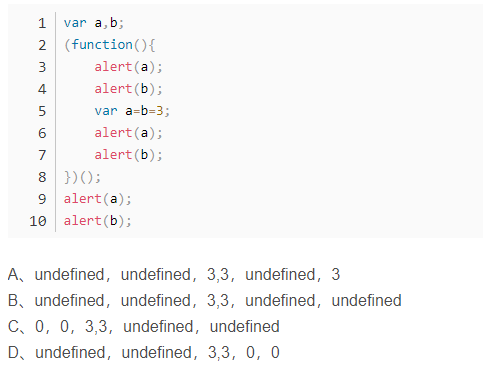 1 var a,b;
2 (function(){
3     alert(a);
4     alert(b);
5     var a=b=3;
6     alert(a);
7     alert(b);
8 })();
9 alert(a);
10 alert(b);
A、undefined，undefined，3,3，undefined，3
B、undefined，undefined，3,3，undefined，undefined
C、0，0，3,3，undefined，undefined
D、undefined，undefined，3,3，0，0